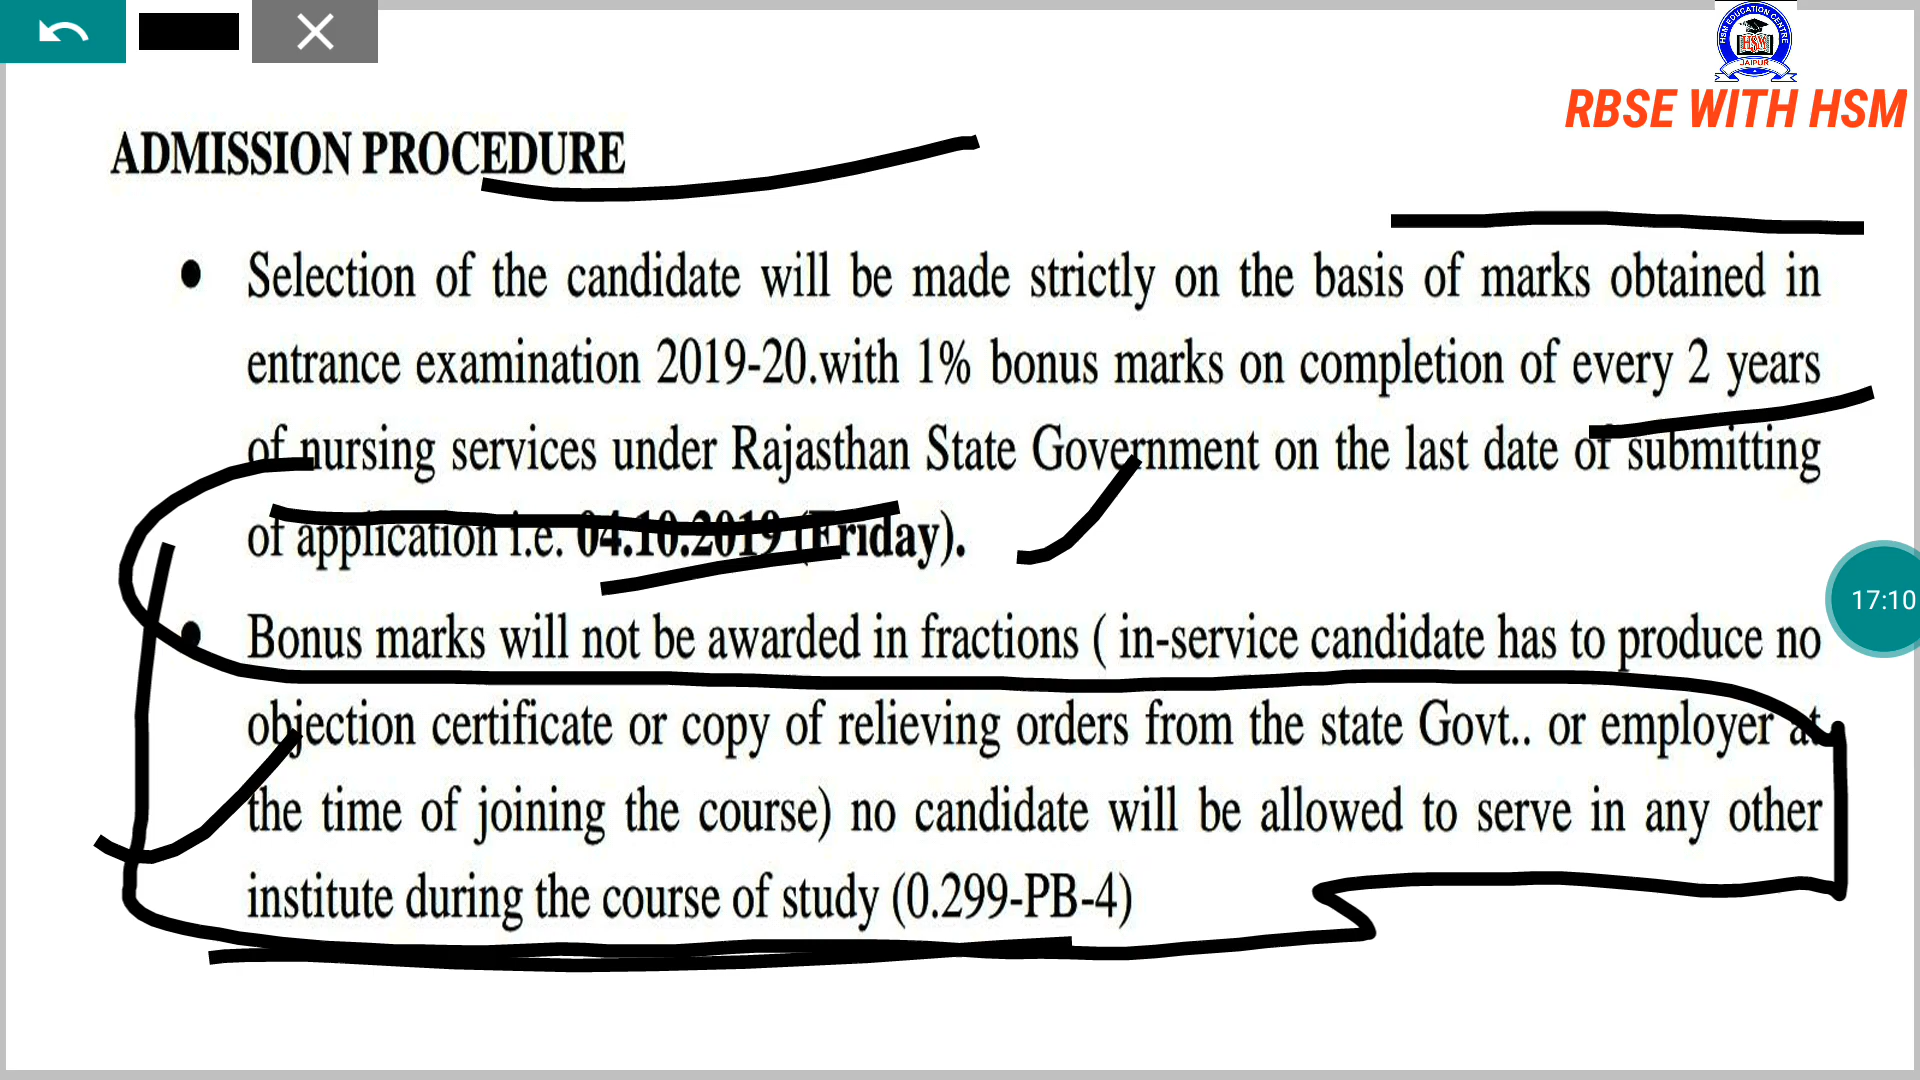 HSM EDUCATION CENTRE
HSM
JAIPUR
RBSE WITH HSM
ADMISSION PROCEDURE
• Selection of the candidate will be made strictly on the basis of marks obtained in
entrance examination 2019-20.with 1% bonus marks on completion of every 2 years
of nursing services under Rajasthan State Government on the last date of submitting
of application i.e. 04.10.2019 (Friday).
17:10
• Bonus marks will not be awarded in fractions ( in-service candidate has to produce no
objection certificate or copy of relieving orders from the state Govt.. or employer at
the time of joining the course) no candidate will be allowed to serve in any other
institute during the course of study (0.299-PB-4)